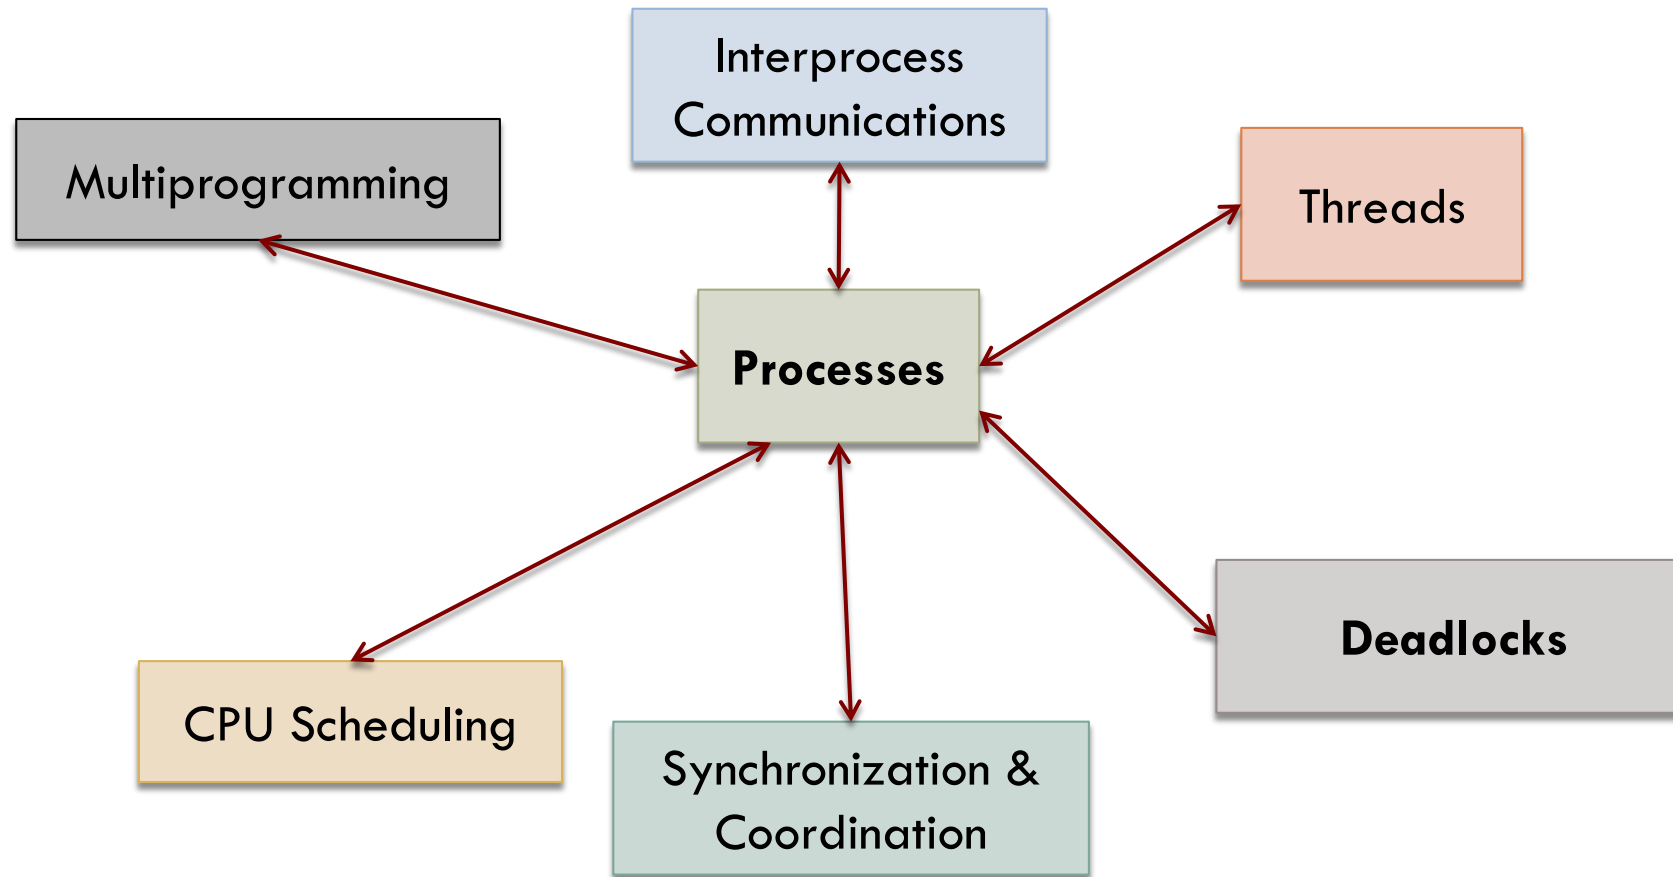 Interprocess
Communications
Multiprogramming
Threads
Processes
Deadlocks
CPU Scheduling
Synchronization &
Coordination